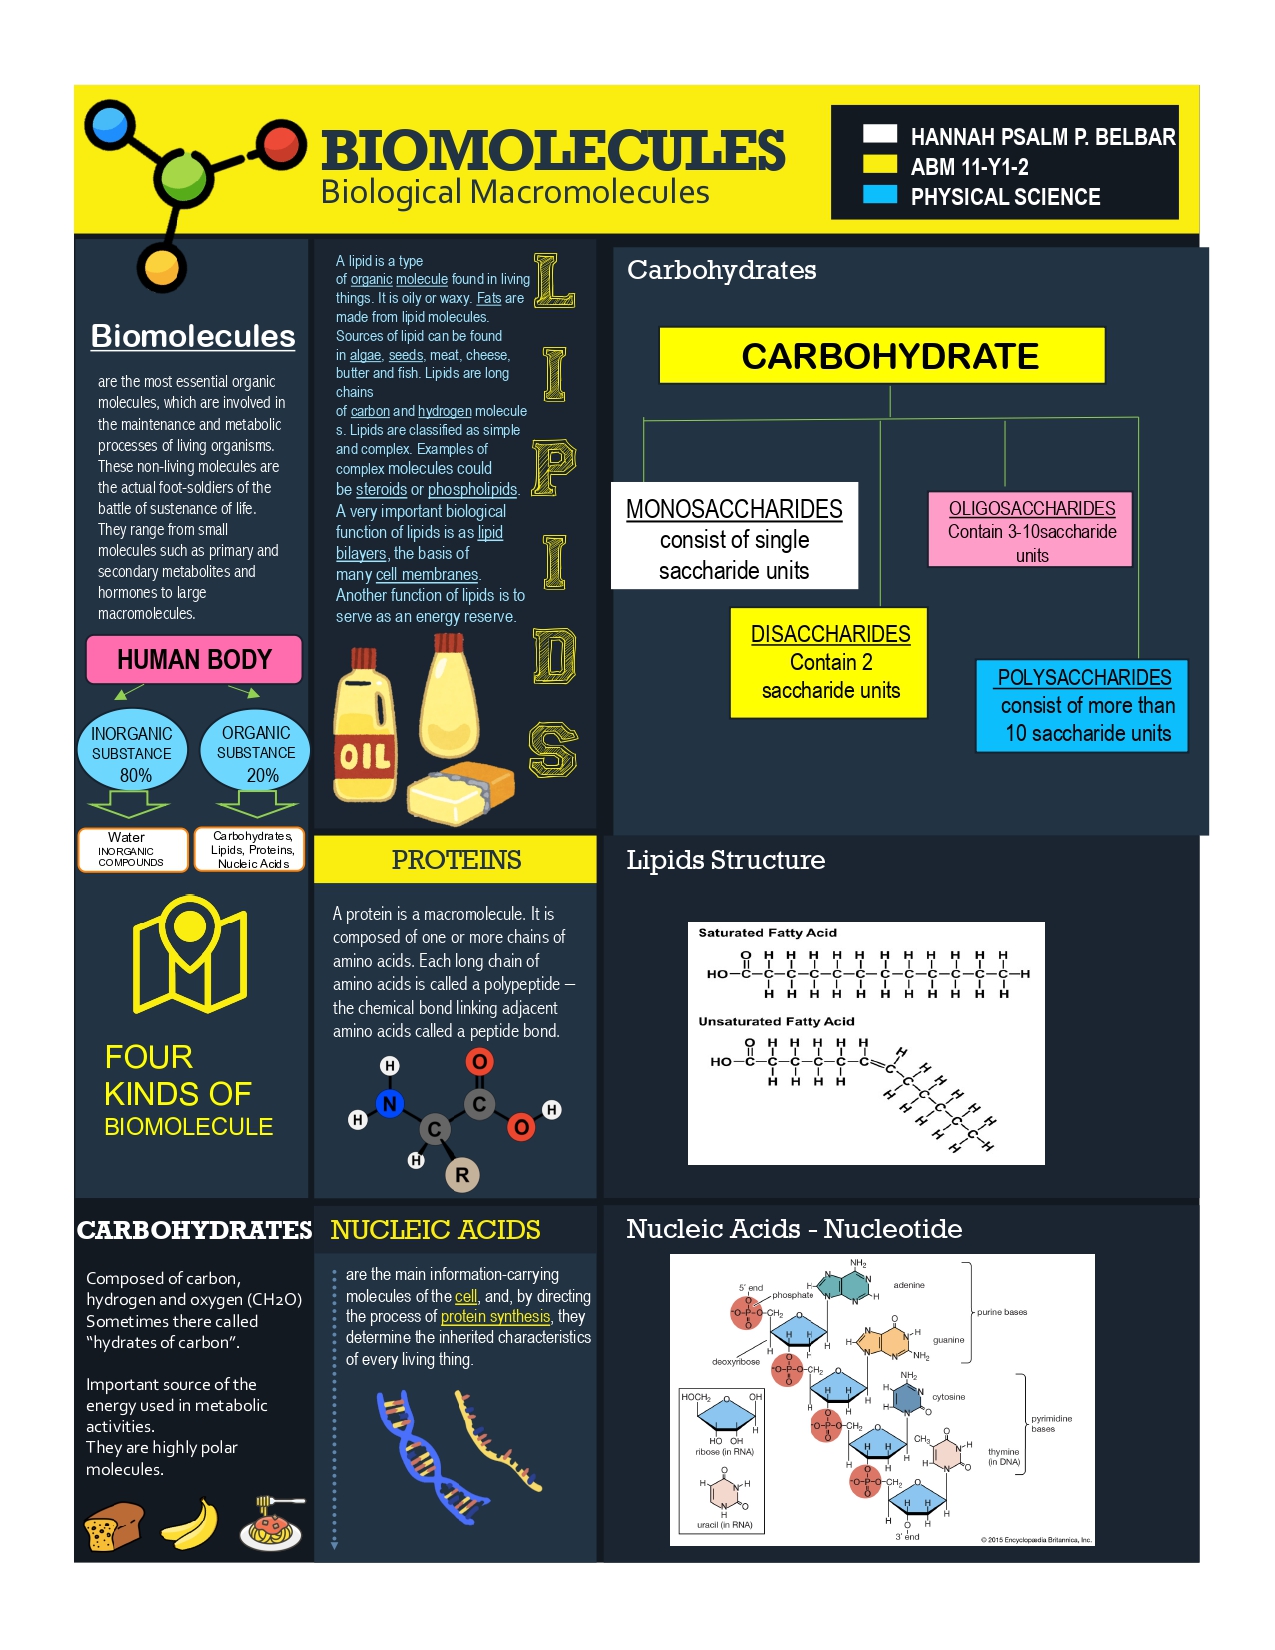 BIOMOLECULES
Biological Macromolecules
HANNAH PSALM P. BELBAR
ABM 11-Y1-2
PHYSICAL SCIENCE
Biomolecules
are the most essential organic
molecules, which are involved in
the maintenance and metabolic
processes of living organisms.
These non-living molecules are
the actual foot-soldiers of the
battle of sustenance of life.
They range from small
molecules such as primary and
secondary metabolites and
hormones to large
macromolecules.
HUMAN BODY
INORGANIC
SUBSTANCE
80%
ORGANIC
SUBSTANCE
20%
Water
INORGANIC
COMPOUNDS
Carbohydrates,
Lipids, Proteins,
Nucleic Acids
FOUR
KINDS OF
BIOMOLECULE
CARBOHYDRATES
Composed of carbon,
hydrogen and oxygen (CH2O)
Sometimes there called
“hydrates of carbon”.
Important source of the
energy used in metabolic
activities.
They are highly polar
molecules.
A lipid is a type
of organic molecule found in living
things. It is oily or waxy. Fats are
made from lipid molecules.
Sources of lipid can be found
in algae, seeds, meat, cheese,
butter and fish. Lipids are long
chains
of carbon and hydrogen molecule
s. Lipids are classified as simple
and complex. Examples of
complex molecules could
be steroids or phospholipids.
A very important biological
function of lipids is as lipid
bilayers, the basis of
many cell membranes.
Another function of lipids is to
serve as an energy reserve.
L
I
P
I
D
S
OIL
PROTEINS
A protein is a macromolecule. It is
composed of one or more chains of
amino acids. Each long chain of
amino acids is called a polypeptide –
the chemical bond linking adjacent
amino acids called a peptide bond.
H O
H N C O H
C
H R
NUCLEIC ACIDS
are the main information-carrying
molecules of the cell, and, by directing
the process of protein synthesis, they
determine the inherited characteristics
of every living thing.
Carbohydrates
CARBOHYDRATE
MONOSACCHARIDES
consist of single
saccharide units
OLIGOSACCHARIDES
Contain 3-10saccharide
units
DISACCHARIDES
Contain 2
saccharide units
POLYSACCHARIDES
consist of more than
10 saccharide units
Lipids Structure
Saturated Fatty Acid
O H H H H H H H H H H H
HO–C–C–C–C–C–C–C–C–C–C–C–C–H
H H H H H H H H H H H
Unsaturated Fatty Acid
O H H H H H
HO–C–C–C–C–C–C=C
H H H H
H H H H H
C C C C
H H H H H
Nucleic Acids - Nucleotide
5′ end
phosphate
NH₂
adenine
purine bases
guanine
NH₂
deoxyribose
NH₂
cytosine
pyrimidine
bases
CH₃
thymine
(in DNA)
HOCH₂ O OH
HO OH
ribose (in RNA)
uracil (in RNA)
3′ end
© 2015 Encyclopædia Britannica, Inc.